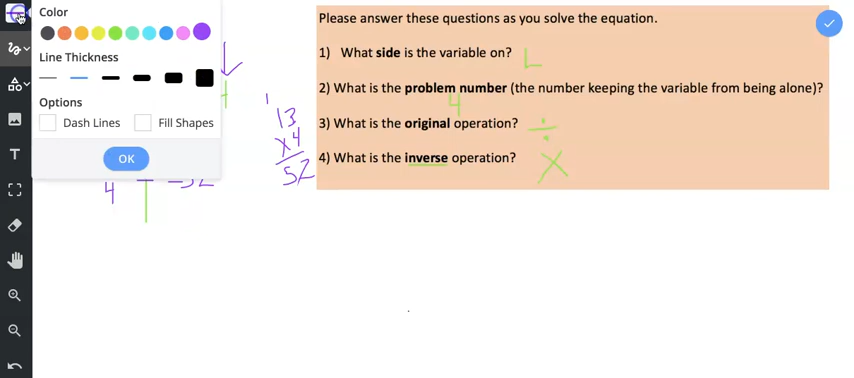 Color
Line Thickness
Options
Dash Lines
Fill Shapes
OK
T
4
52
1
13
x4
52
Please answer these questions as you solve the equation.
1) What side is the variable on? L
2) What is the problem number (the number keeping the variable from being alone)?
4
3) What is the original operation? ÷
4) What is the inverse operation? X